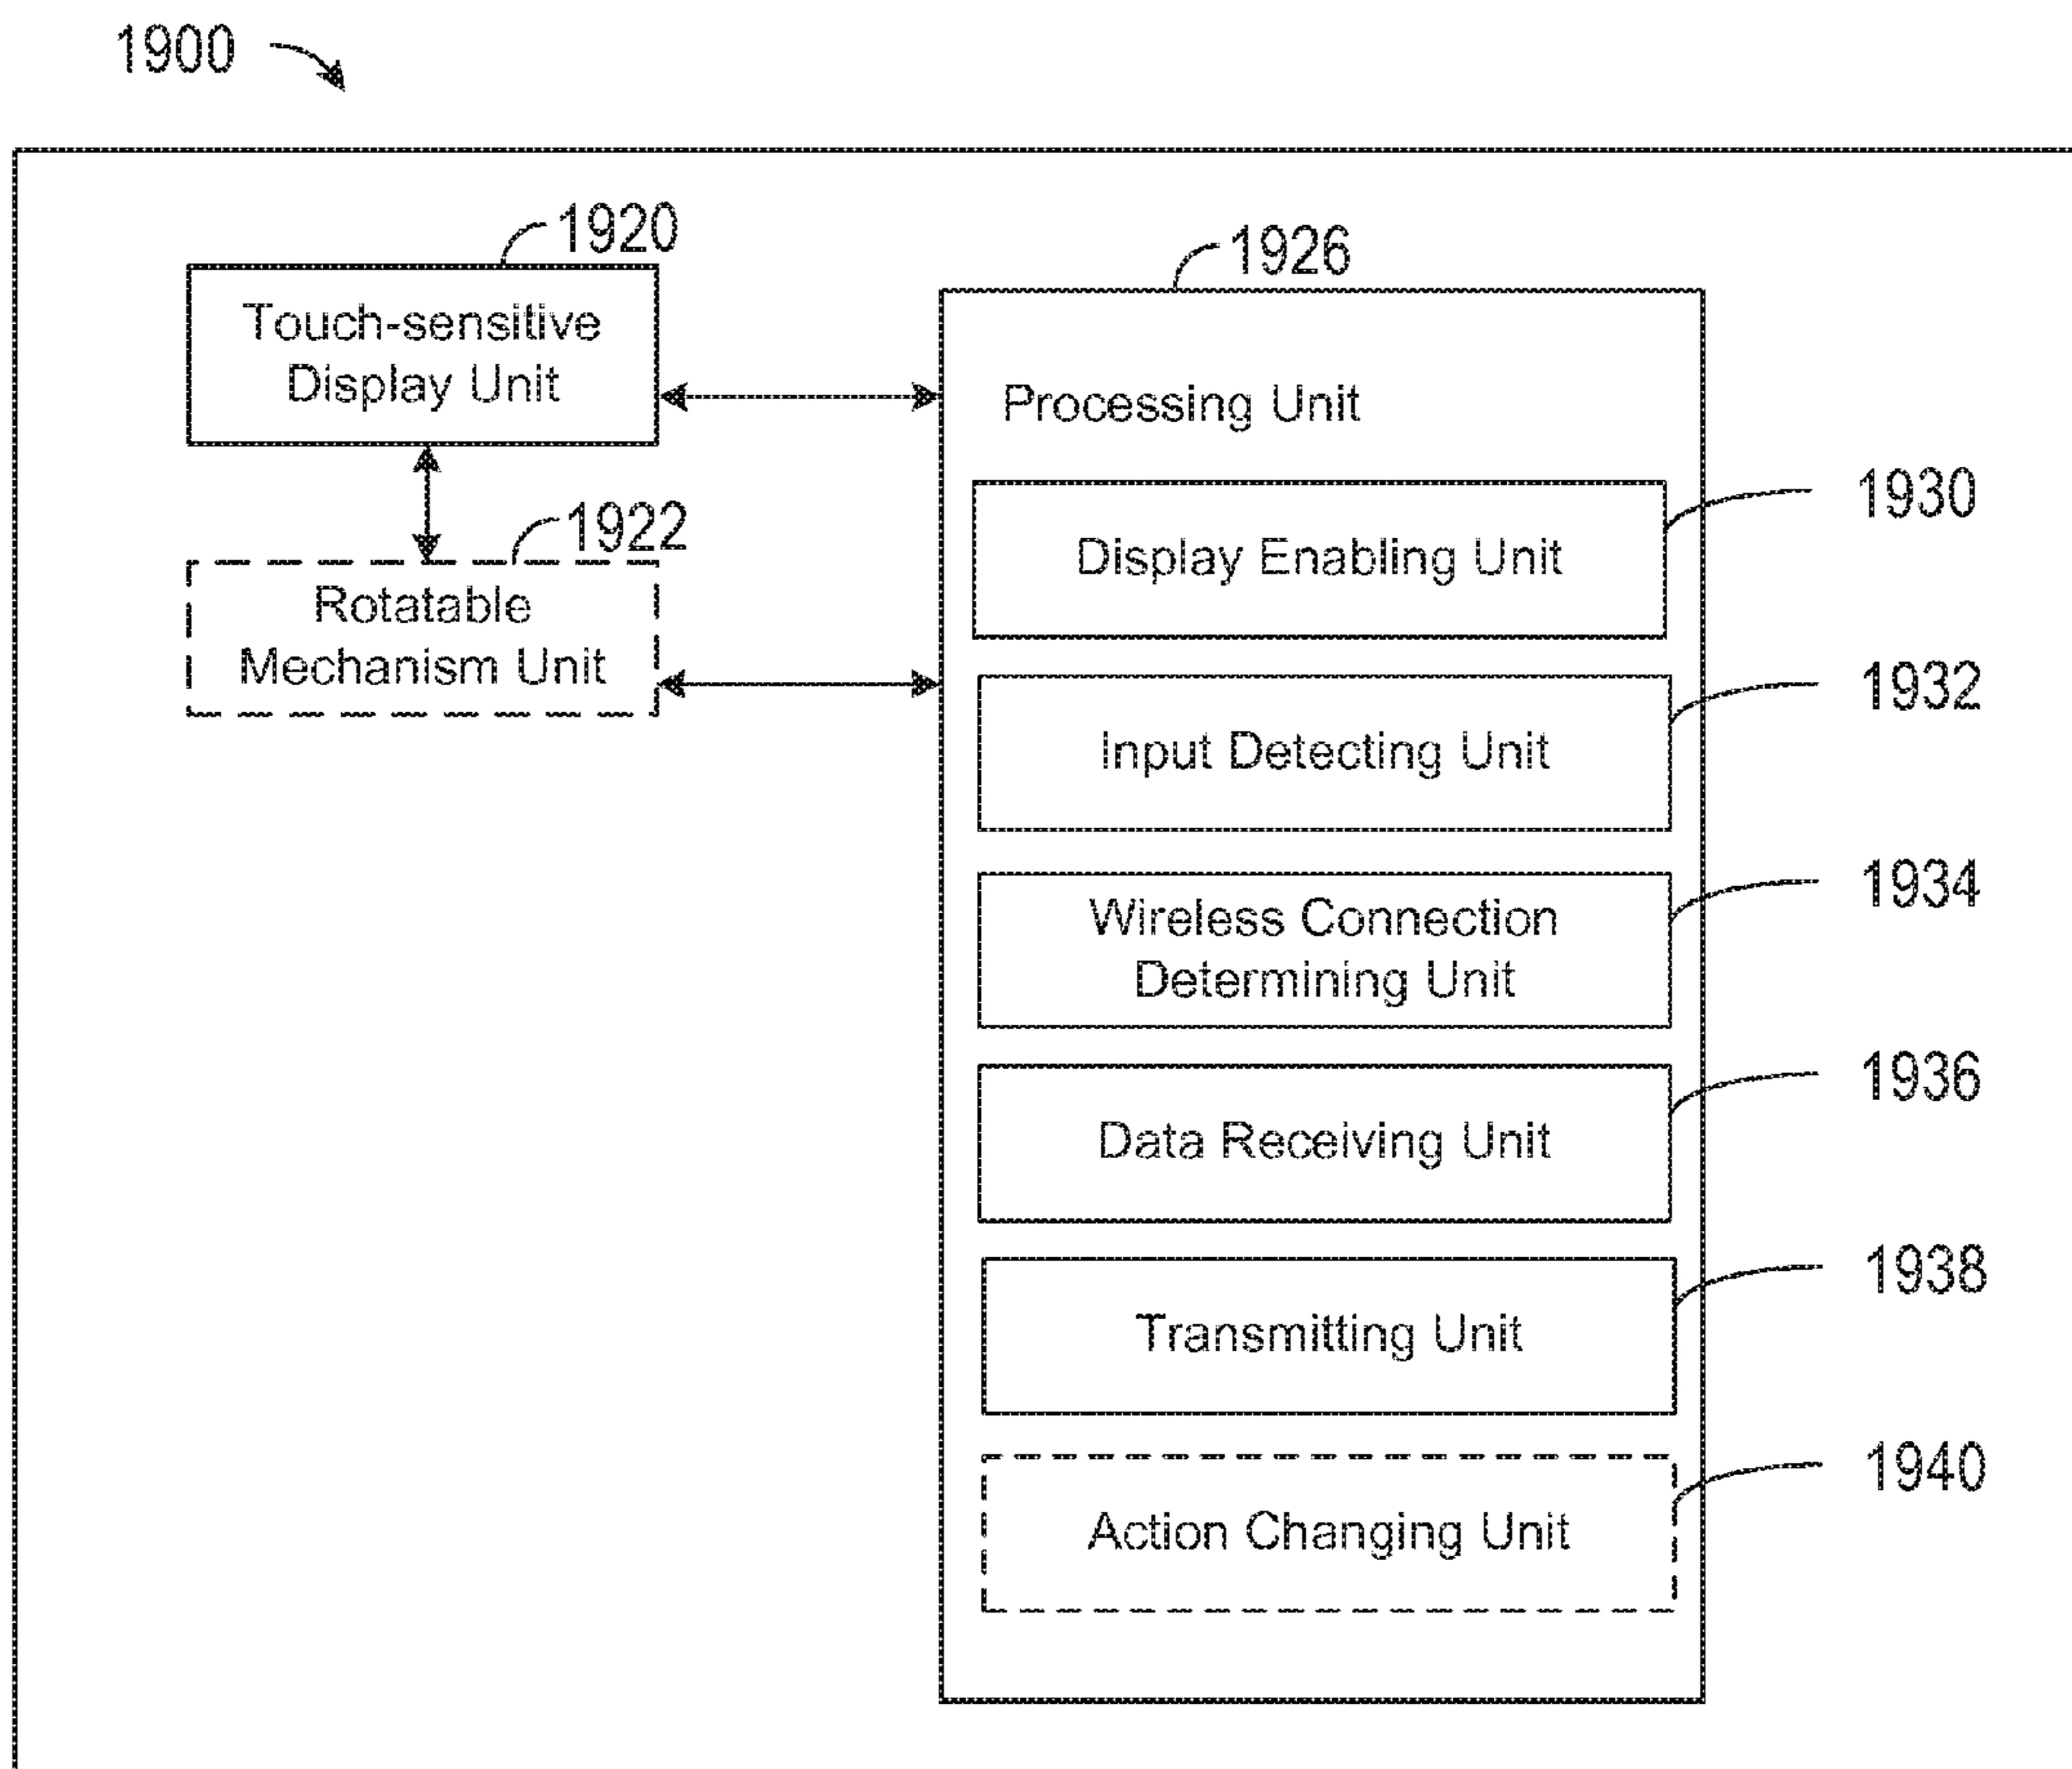 1900
1920
Touch-sensitive
Display Unit
1922
Rotatable
Mechanism Unit
1926
Processing Unit
1930
Display Enabling Unit
1932
Input Detecting Unit
1934
Wireless Connection
Determining Unit
1936
Data Receiving Unit
1938
Transmitting Unit
1940
Action Changing Unit